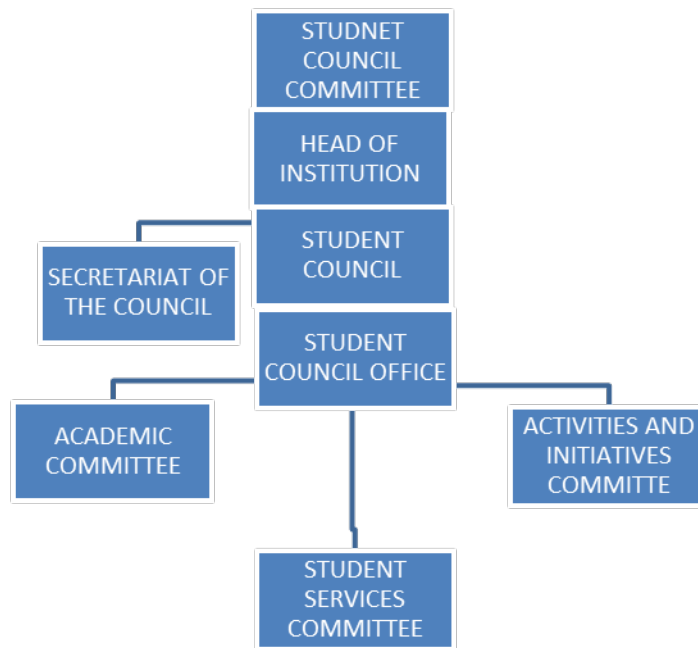 STUDNET
COUNCIL
COMMITTEE
HEAD OF
INSTITUTION
STUDENT
COUNCIL
SECRETARIAT OF
THE COUNCIL
STUDENT
COUNCIL OFFICE
ACADEMIC
COMMITTEE
ACTIVITIES AND
INITIATIVES
COMMITTE
STUDENT
SERVICES
COMMITTEE